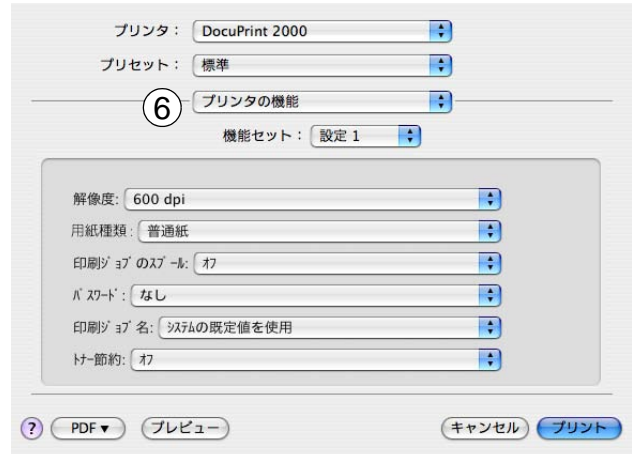 プリンタ： DocuPrint 2000
プリセット： 標準
⑥ プリンタの機能
機能セット： 設定 1
解像度: 600 dpi
用紙種類: 普通紙
印刷ｼﾞｮﾌﾞのｽﾌﾟｰﾙ: ｵﾌ
ﾊﾟｽﾜｰﾄﾞ: なし
印刷ｼﾞｮﾌﾞ名: ｼｽﾃﾑの既定値を使用
ﾄﾅｰ節約: ｵﾌ
? PDF▼ プレビュー キャンセル プリント